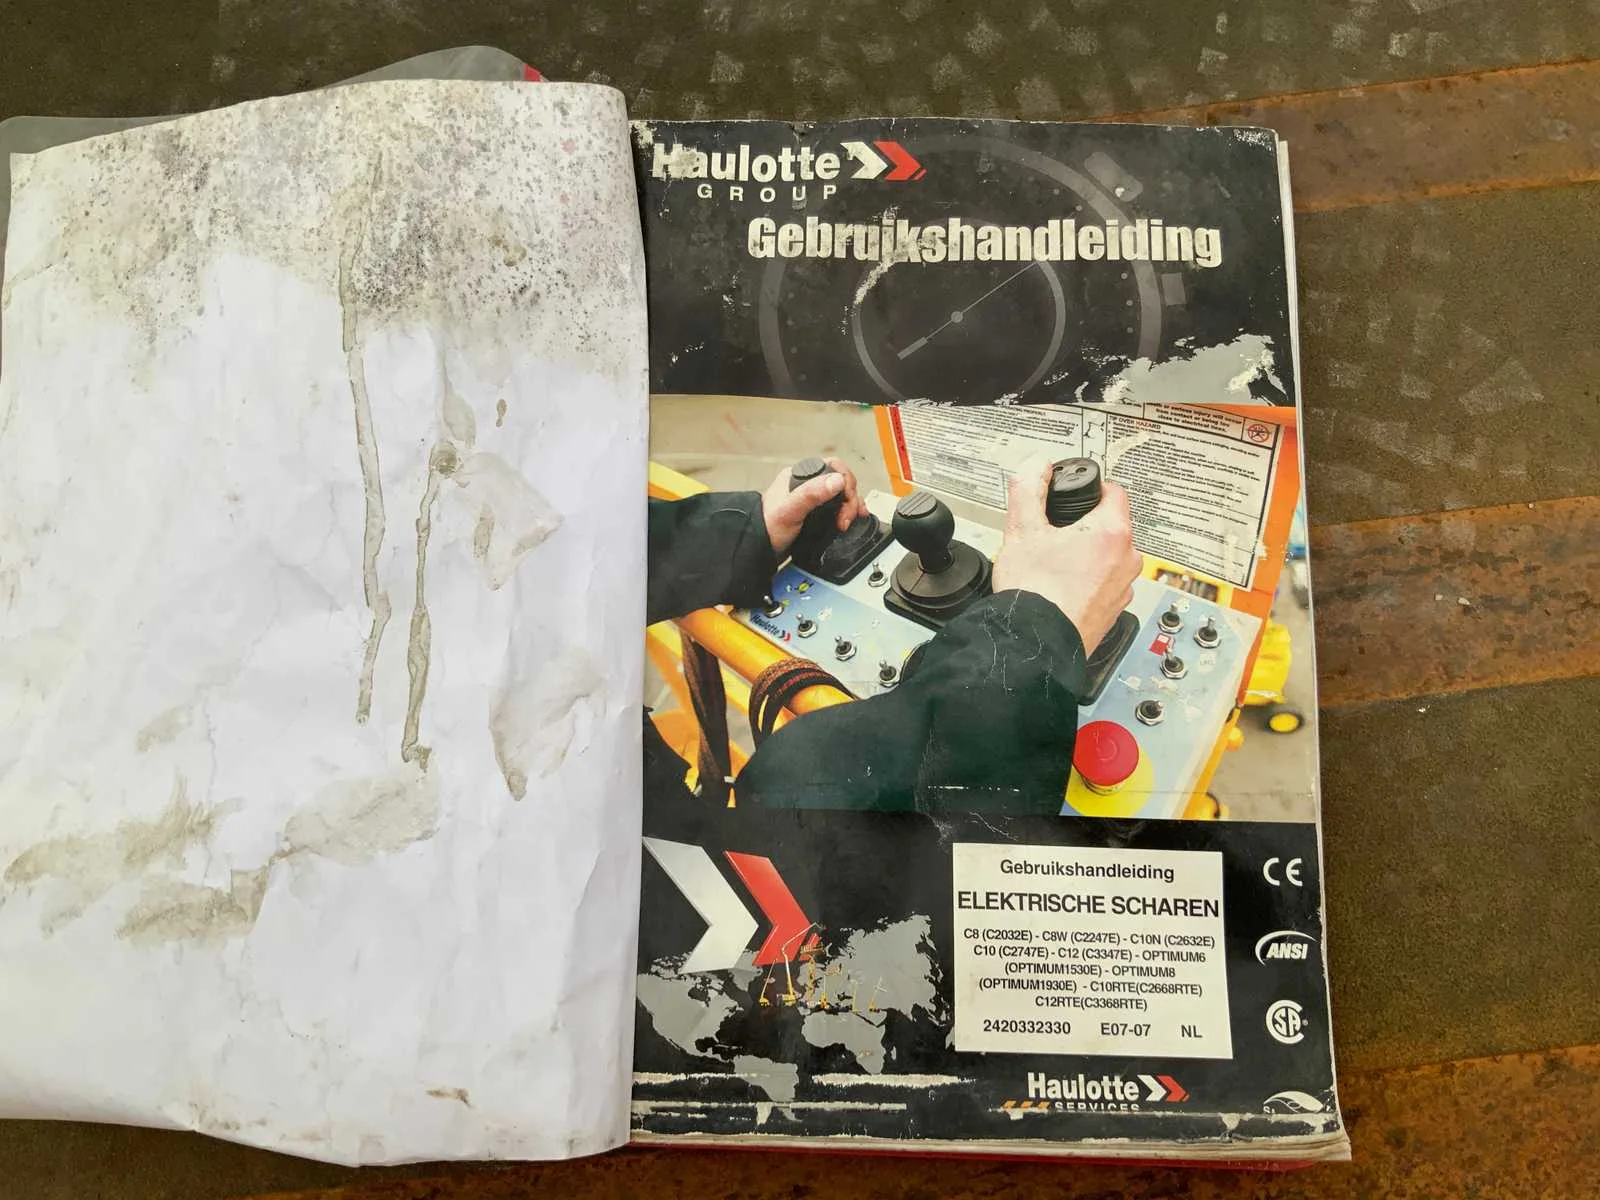 Haulotte
GROUP
Gebruikshandleiding
TIP OVER HAZARD
Haulotte
Gebruikshandleiding
ELEKTRISCHE SCHAREN
C8 (C2032E) - C8W (C2247E) - C10N (C2632E)
C10 (C2747E) - C12 (C3347E) - OPTIMUM6
(OPTIMUM1530E) - OPTIMUM8
(OPTIMUM1930E) - C10RTE(C2668RTE)
C12RTE(C3368RTE)
2420332330 E07-07 NL
CE
ANSI
SA
Haulotte
SERVICES